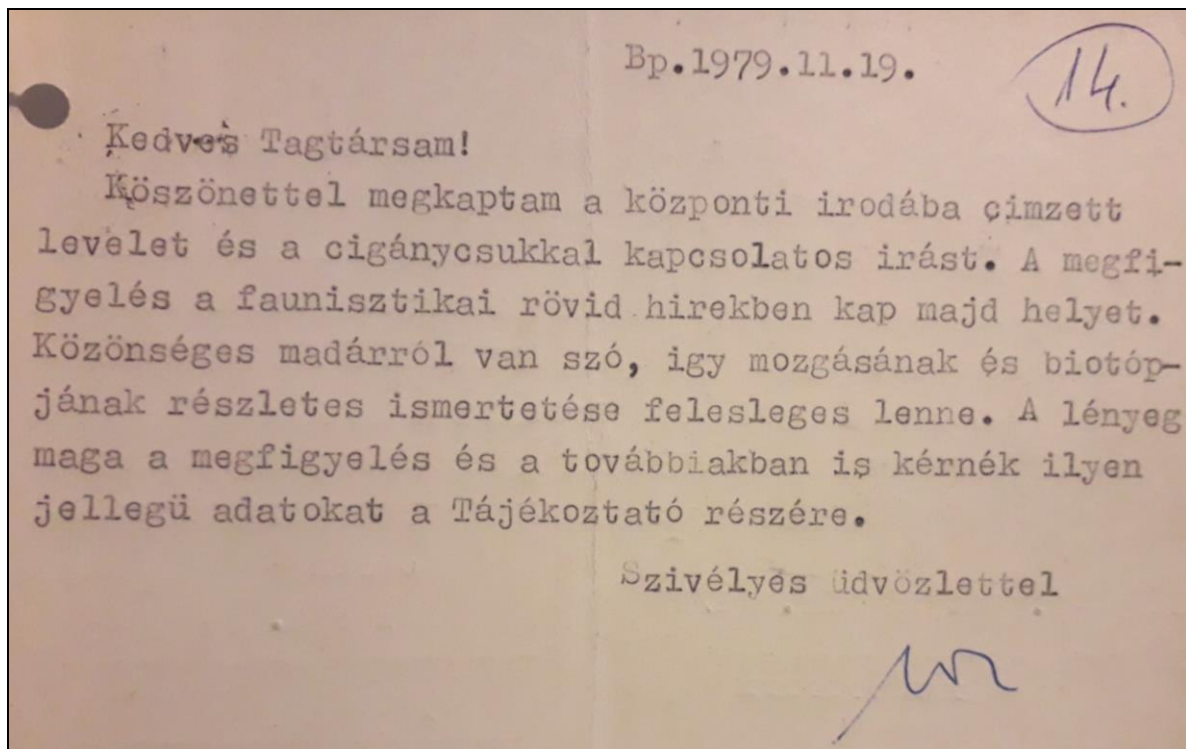 Bp.1979.11.19.
14.
Kedves Tagtársam!
Köszönettel megkaptam a központi irodába cimzett
levelet és a cigánycsukkal kapcsolatos irást. A megfi-
gyelés a faunisztikai rövid hirekben kap majd helyet.
Közönséges madárról van szó, igy mozgásának és biotóp-
jának részletes ismertetése felesleges lenne. A lényeg
maga a megfigyelés és a továbbiakban is kérnék ilyen
jellegü adatokat a Tájékoztató részére.
Szivélyes üdvözlettel